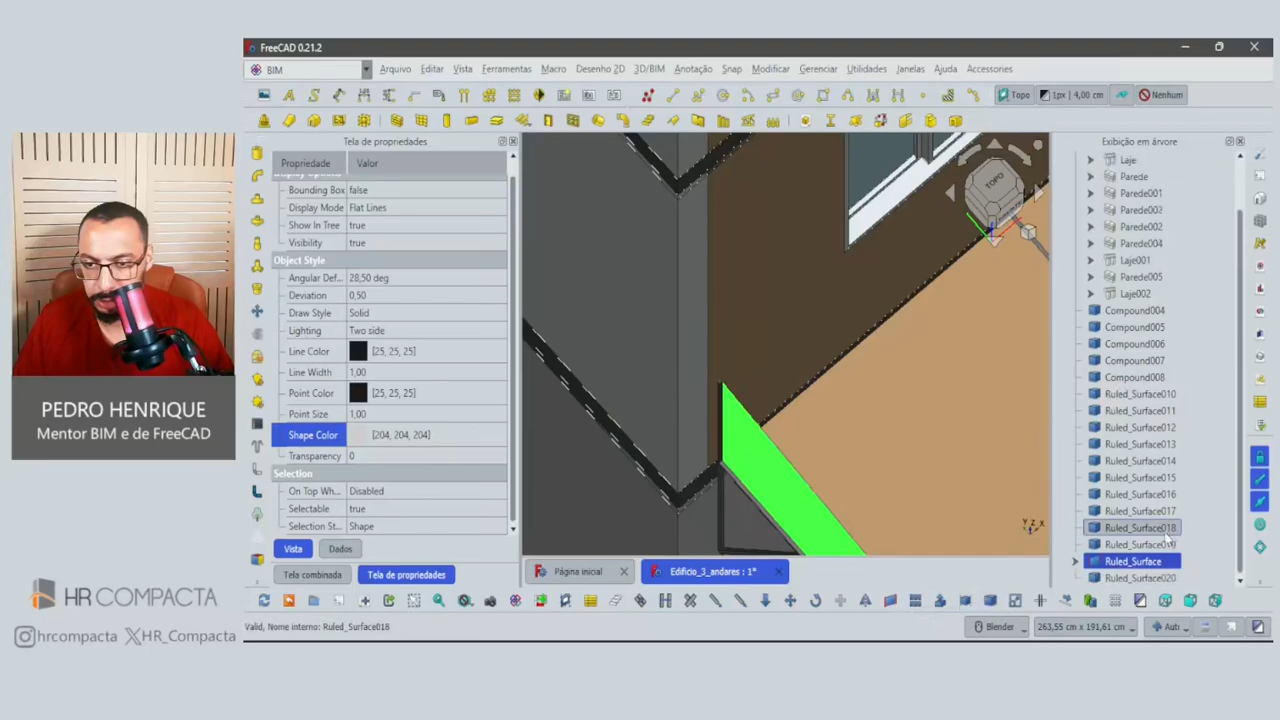 FreeCAD 0.21.2
BIM
Arquivo Editar Vista Ferramentas Macro Desenho 2D 3D/BIM Anotação Snap Modificar Gerenciar Utilidades Janelas Ajuda Accessories
Topo 1px | 4,00 cm Nenhum
Tela de propriedades
Exibição em árvore
Propriedade Valor
Display Options
Bounding Box false
Display Mode Flat Lines
Show In Tree true
Visibility true
Object Style
Angular Def... 28,50 deg
Deviation 0,50
Draw Style Solid
Lighting Two side
Line Color [25, 25, 25]
Line Width 1,00
Point Color [25, 25, 25]
Point Size 1,00
Shape Color [204, 204, 204]
Transparency 0
Selection
On Top Wh... Disabled
Selectable true
Selection St... Shape
Vista Dados
Tela combinada Tela de propriedades
TOPO
Z
Y X
Página inicial
Edificio_3_andares : 1*
Laje
Parede
Parede001
Parede003
Parede002
Parede004
Laje001
Parede005
Laje002
Compound004
Compound005
Compound006
Compound007
Compound008
Ruled_Surface010
Ruled_Surface011
Ruled_Surface012
Ruled_Surface013
Ruled_Surface014
Ruled_Surface015
Ruled_Surface016
Ruled_Surface017
Ruled_Surface018
Ruled_Surface019
Ruled_Surface
Ruled_Surface020
Valid, Nome interno: Ruled_Surface018
Blender 263,55 cm x 191,61 cm Auto
PEDRO HENRIQUE
Mentor BIM e de FreeCAD
HR COMPACTA
hrcompacta HR_Compacta